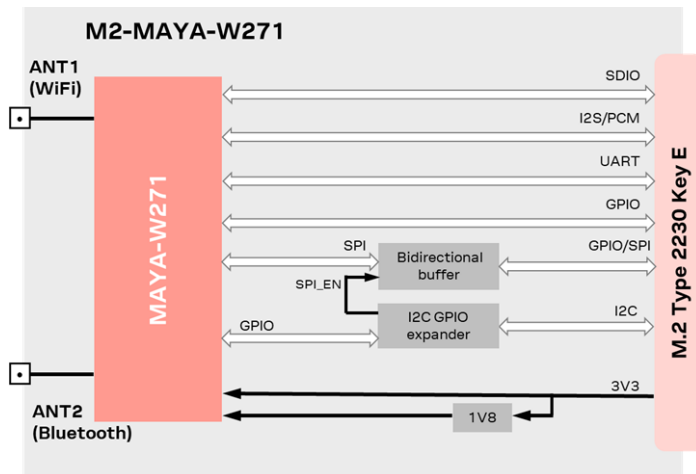 M2-MAYA-W271
ANT1
(WiFi)
MAYA-W271
SDIO
I2S/PCM
UART
GPIO
SPI
Bidirectional
buffer
GPIO/SPI
SPI_EN
I2C GPIO
expander
I2C
GPIO
3V3
1V8
ANT2
(Bluetooth)
M.2 Type 2230 Key E